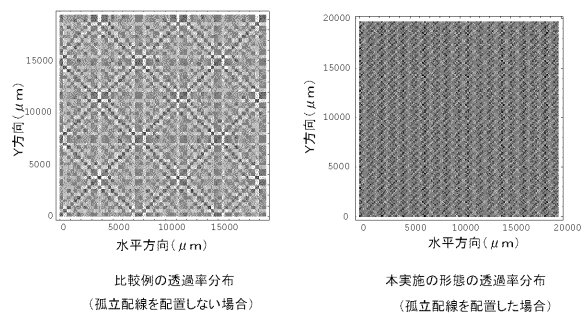 15000
10000
5000
0
Y方向(μm)
0
5000
10000
15000
水平方向(μm)
比較例の透過率分布
(孤立配線を配置しない場合)
20000
15000
10000
5000
0
Y方向(μm)
0
5000
10000
15000
20000
水平方向(μm)
本実施の形態の透過率分布
(孤立配線を配置した場合)